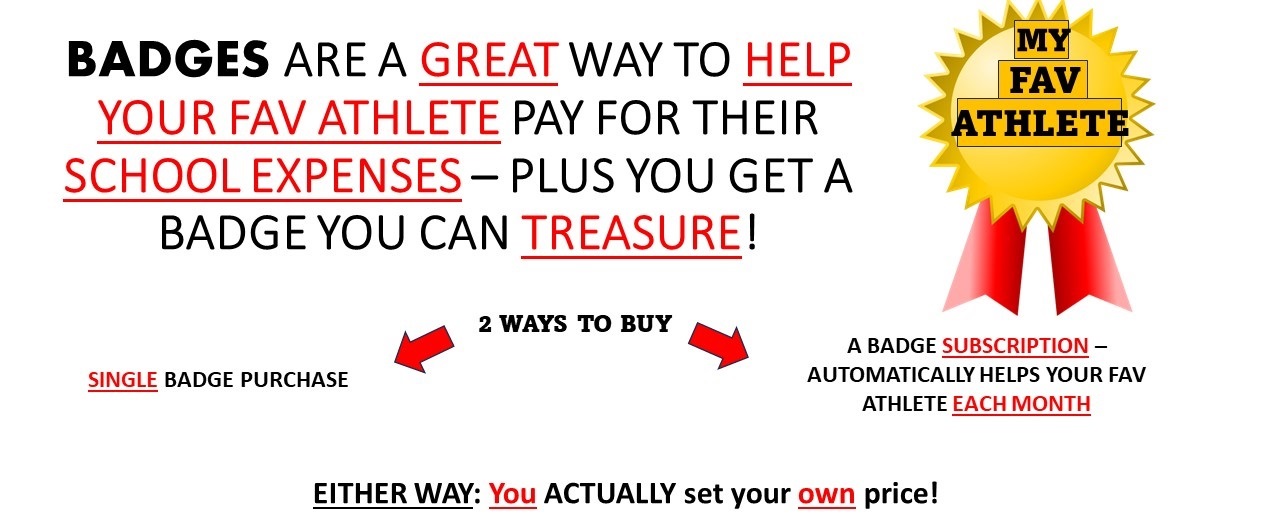 BADGES ARE A GREAT WAY TO HELP
YOUR FAV ATHLETE PAY FOR THEIR
SCHOOL EXPENSES – PLUS YOU GET A
BADGE YOU CAN TREASURE!
MY
FAV
ATHLETE
2 WAYS TO BUY
SINGLE BADGE PURCHASE
A BADGE SUBSCRIPTION –
AUTOMATICALLY HELPS YOUR FAV
ATHLETE EACH MONTH
EITHER WAY: You ACTUALLY set your own price!